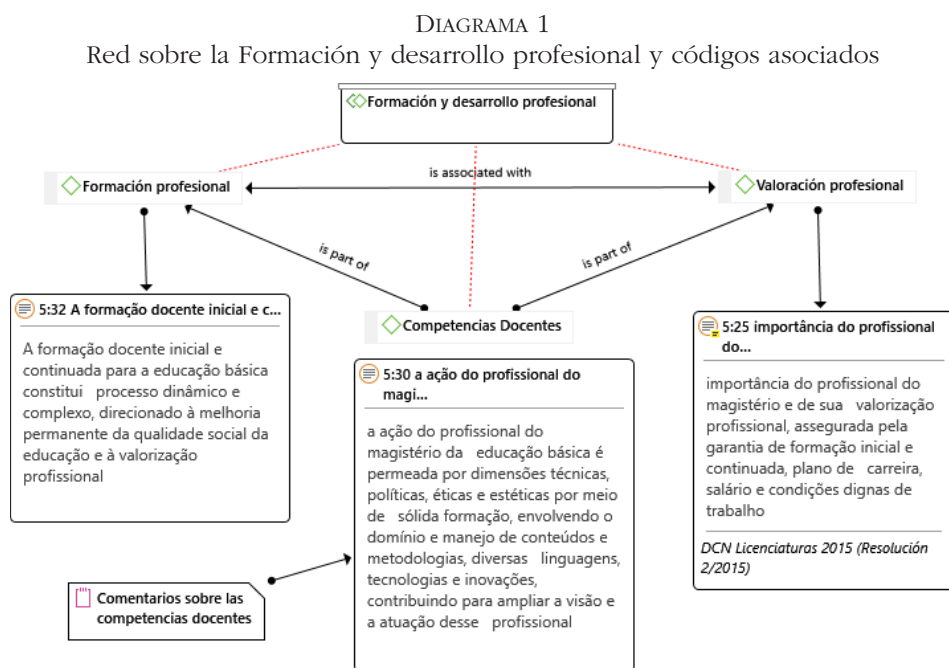 DIAGRAMA 1
Red sobre la Formación y desarrollo profesional y códigos asociados
Formación y desarrollo profesional
is associated with
Formación profesional
Valoración profesional
is part of
is part of
5:32 A formação docente inicial e c...
A formação docente inicial e
continuada para a educação básica
constitui processo dinâmico e
complexo, direcionado à melhoria
permanente da qualidade social da
educação e à valorização
profissional
Competencias Docentes
5:30 a ação do profissional do
magi...
a ação do profissional do
magistério da educação básica é
permeada por dimensões técnicas,
políticas, éticas e estéticas por meio
de sólida formação, envolvendo o
domínio e manejo de conteúdos e
metodologias, diversas linguagens,
tecnologias e inovações,
contribuindo para ampliar a visão e
a atuação desse profissional
5:25 importância do profissional
do...
importância do profissional do
magistério e de sua valorização
profissional, assegurada pela
garantia de formação inicial e
continuada, plano de carreira,
salário e condições dignas de
trabalho
DCN Licenciaturas 2015 (Resolución
2/2015)
Comentarios sobre las
competencias docentes